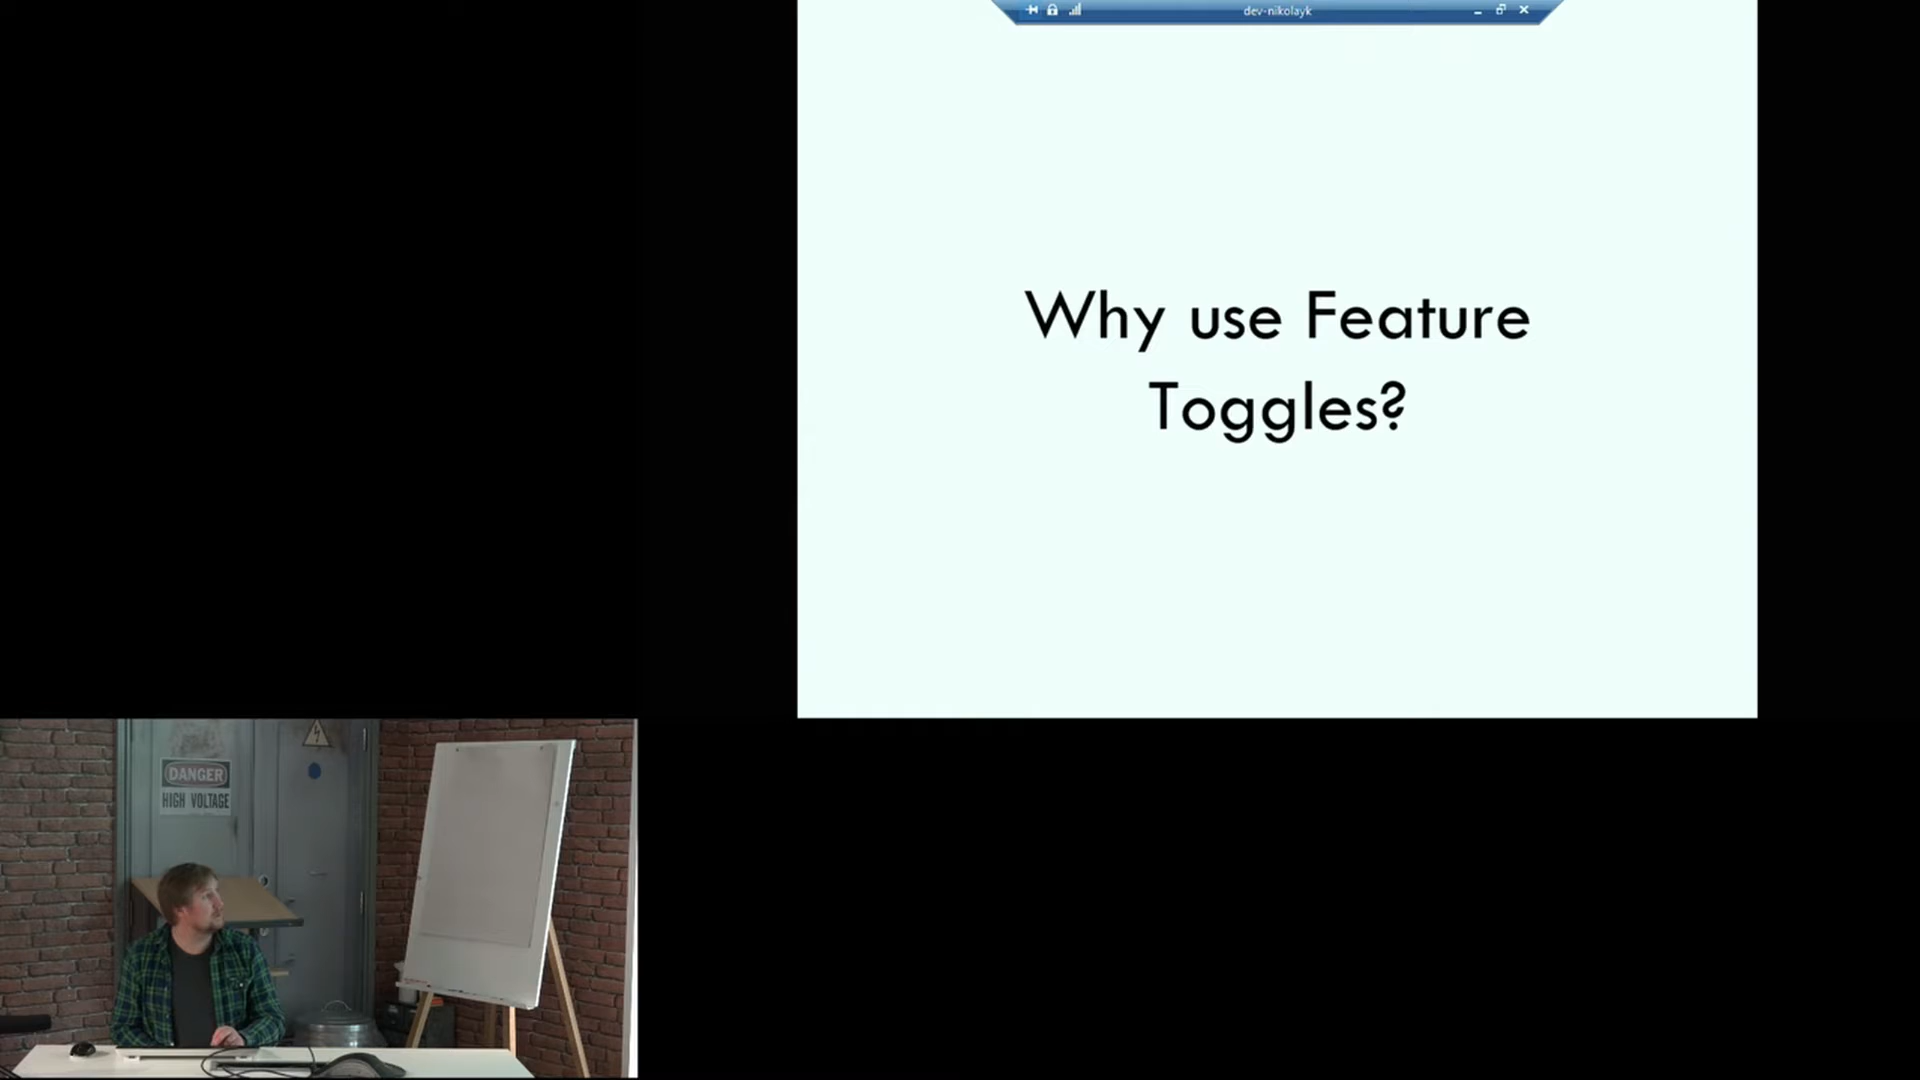 dev-nikolayk
Why use Feature
Toggles?
DANGER
HIGH VOLTAGE